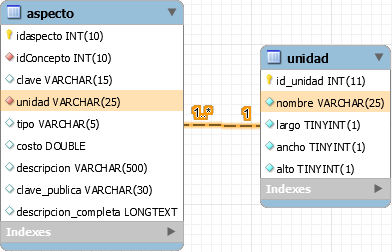 aspecto
idaspecto INT(10)
idConcepto INT(10)
clave VARCHAR(15)
unidad VARCHAR(25)
tipo VARCHAR(5)
costo DOUBLE
descripcion VARCHAR(500)
clave_publica VARCHAR(30)
descripcion_completa LONGTEXT
Indexes
1..*
1
unidad
id_unidad INT(11)
nombre VARCHAR(25)
largo TINYINT(1)
ancho TINYINT(1)
alto TINYINT(1)
Indexes